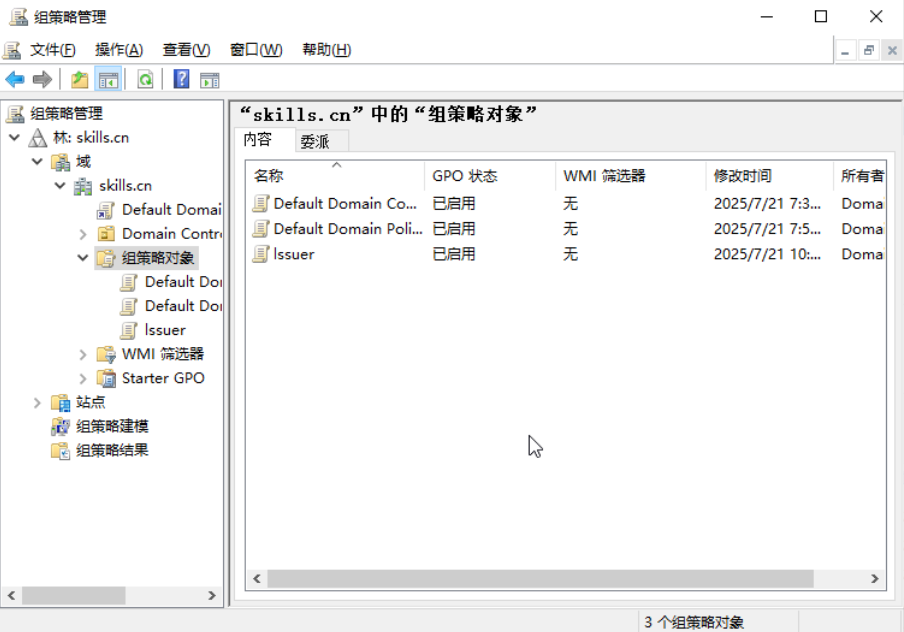 组策略管理
文件(F) 操作(A) 查看(V) 窗口(W) 帮助(H)
组策略管理
林: skills.cn
域
skills.cn
Default Domai
Domain Contr
组策略对象
Default Do
Default Do
Issuer
WMI 筛选器
Starter GPO
站点
组策略建模
组策略结果
“skills.cn”中的“组策略对象”
内容 委派
名称 GPO 状态 WMI 筛选器 修改时间 所有者
Default Domain Co... 已启用 无 2025/7/21 7:3... Doma
Default Domain Poli... 已启用 无 2025/7/21 7:5... Doma
Issuer 已启用 无 2025/7/21 10:... Doma
3 个组策略对象